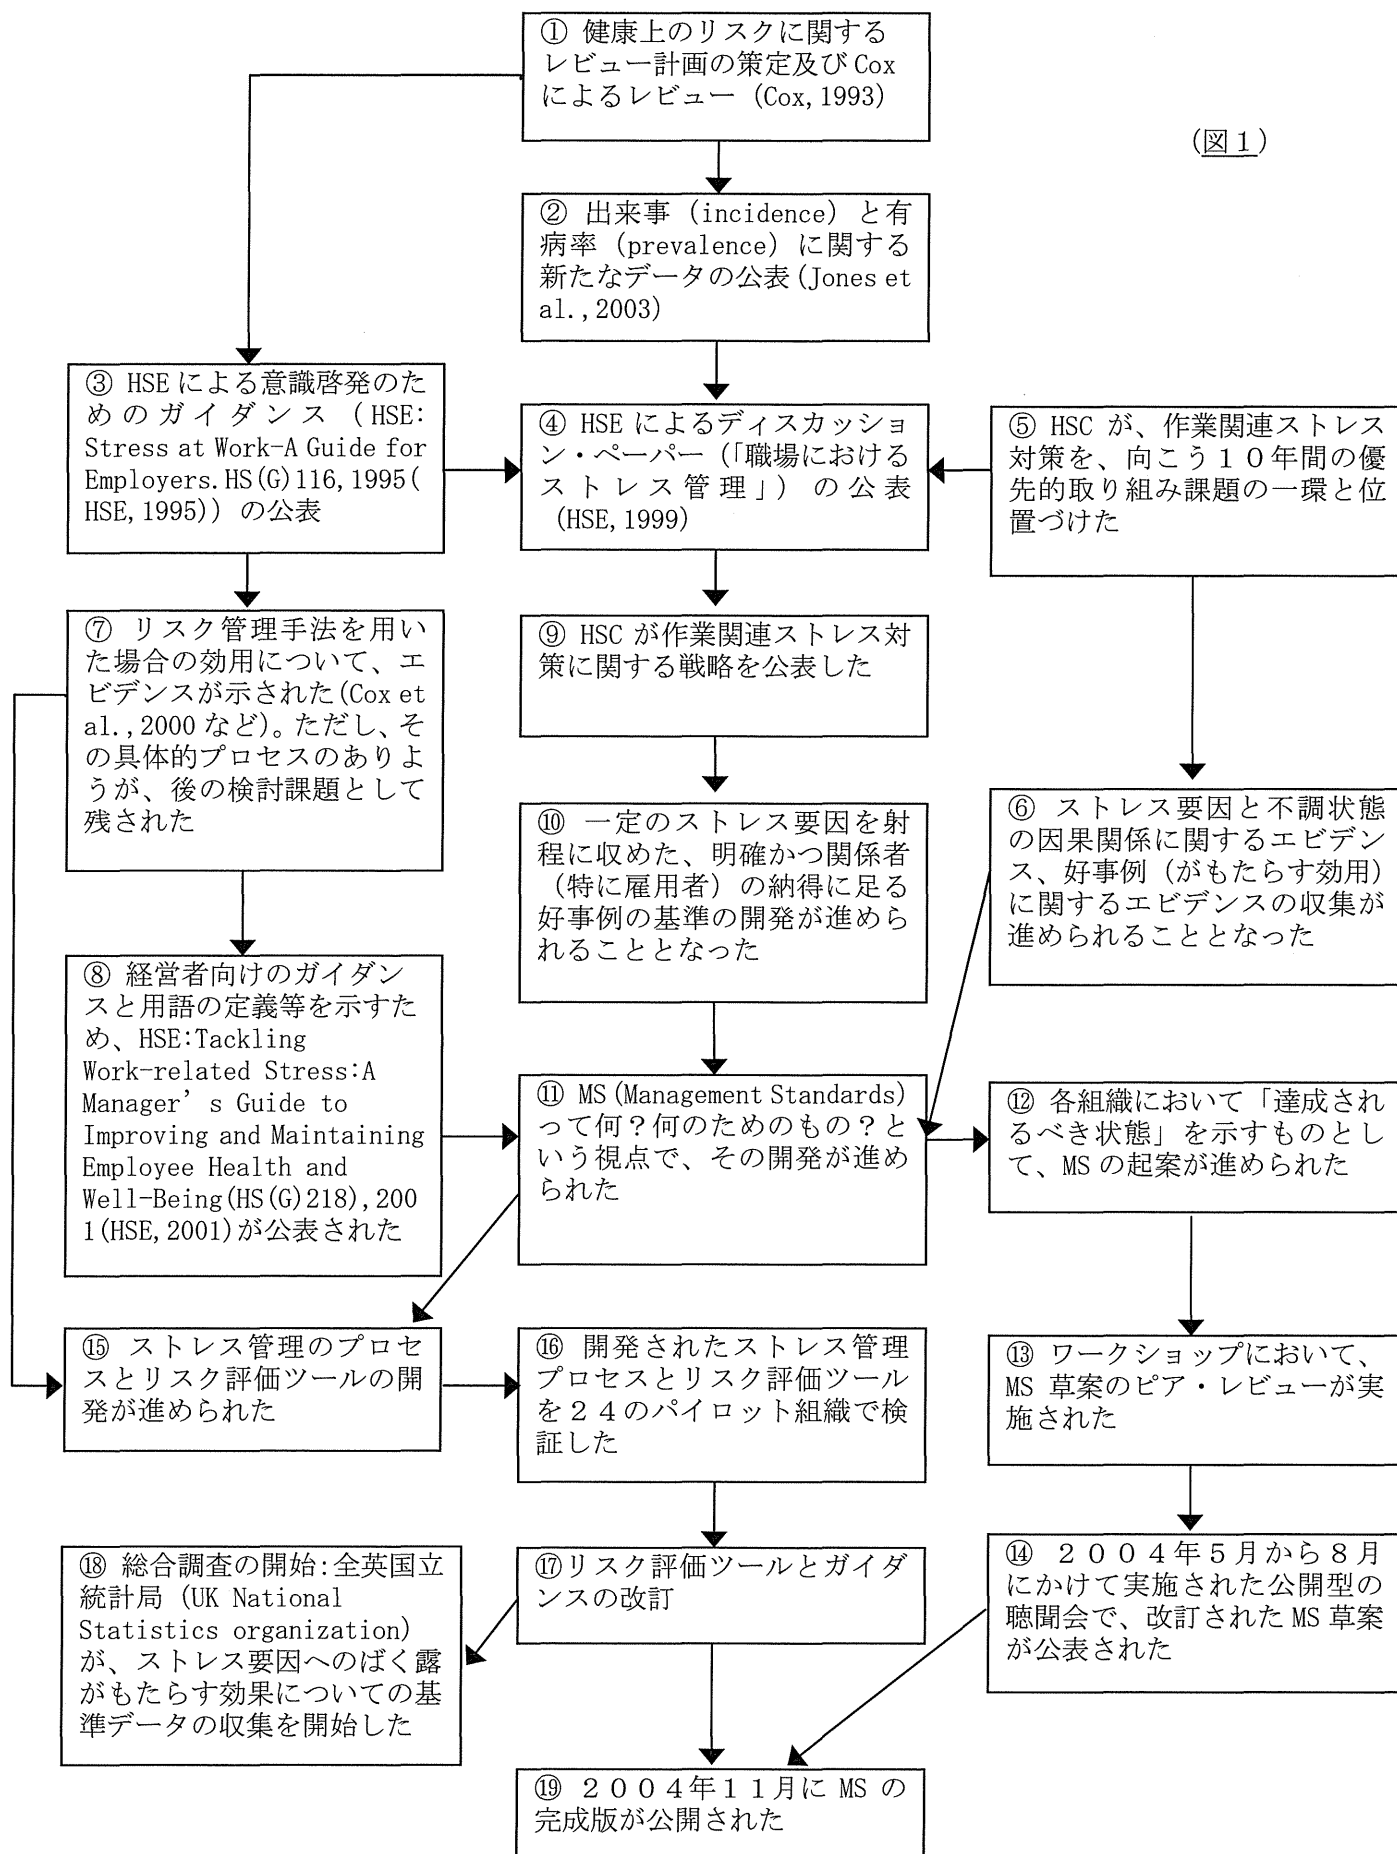 ① 健康上のリスクに関する
レビュー計画の策定及び Cox
によるレビュー（Cox,1993）
（図１）
② 出来事（incidence）と有
病率（prevalence）に関する
新たなデータの公表(Jones et
al.,2003)
③ HSE による意識啓発のた
めのガイダンス（HSE:
Stress at Work-A Guide for
Employers.HS(G)116,1995(
HSE,1995)）の公表
④ HSE によるディスカッショ
ン・ペーパー（「職場における
ストレス管理」）の公表
（HSE,1999）
⑤ HSC が、作業関連ストレス
対策を、向こう１０年間の優
先的取り組み課題の一環と位
置づけた
⑦ リスク管理手法を用い
た場合の効用について、エ
ビデンスが示された(Cox et
al.,2000 など)。ただし、そ
の具体的プロセスのありよ
うが、後の検討課題として
残された
⑨ HSC が作業関連ストレス対
策に関する戦略を公表した
⑥ ストレス要因と不調状態
の因果関係に関するエビデン
ス、好事例（がもたらす効用）
に関するエビデンスの収集が
進められることとなった
⑩ 一定のストレス要因を射
程に収めた、明確かつ関係者
（特に雇用者）の納得に足る
好事例の基準の開発が進めら
れることとなった
⑧ 経営者向けのガイダン
スと用語の定義等を示すた
め、HSE:Tackling
Work-related Stress:A
Manager’s Guide to
Improving and Maintaining
Employee Health and
Well-Being(HS(G)218),200
1(HSE,2001)が公表された
⑪ MS(Management Standards)
って何？何のためのもの？と
いう視点で、その開発が進め
られた
⑫ 各組織において「達成され
るべき状態」を示すものとし
て、MS の起案が進められた
⑮ ストレス管理のプロセ
スとリスク評価ツールの開
発が進められた
⑯ 開発されたストレス管理
プロセスとリスク評価ツール
を２４のパイロット組織で検
証した
⑬ ワークショップにおいて、
MS 草案のピア・レビューが実
施された
⑱ 総合調査の開始:全英国立
統計局（UK National
Statistics organization）
が、ストレス要因へのばく露
がもたらす効果についての基
準データの収集を開始した
⑰リスク評価ツールとガイダ
ンスの改訂
⑭ ２００４年５月から８月
にかけて実施された公開型の
聴聞会で、改訂された MS 草案
が公表された
⑲ ２００４年１１月に MS の
完成版が公開された